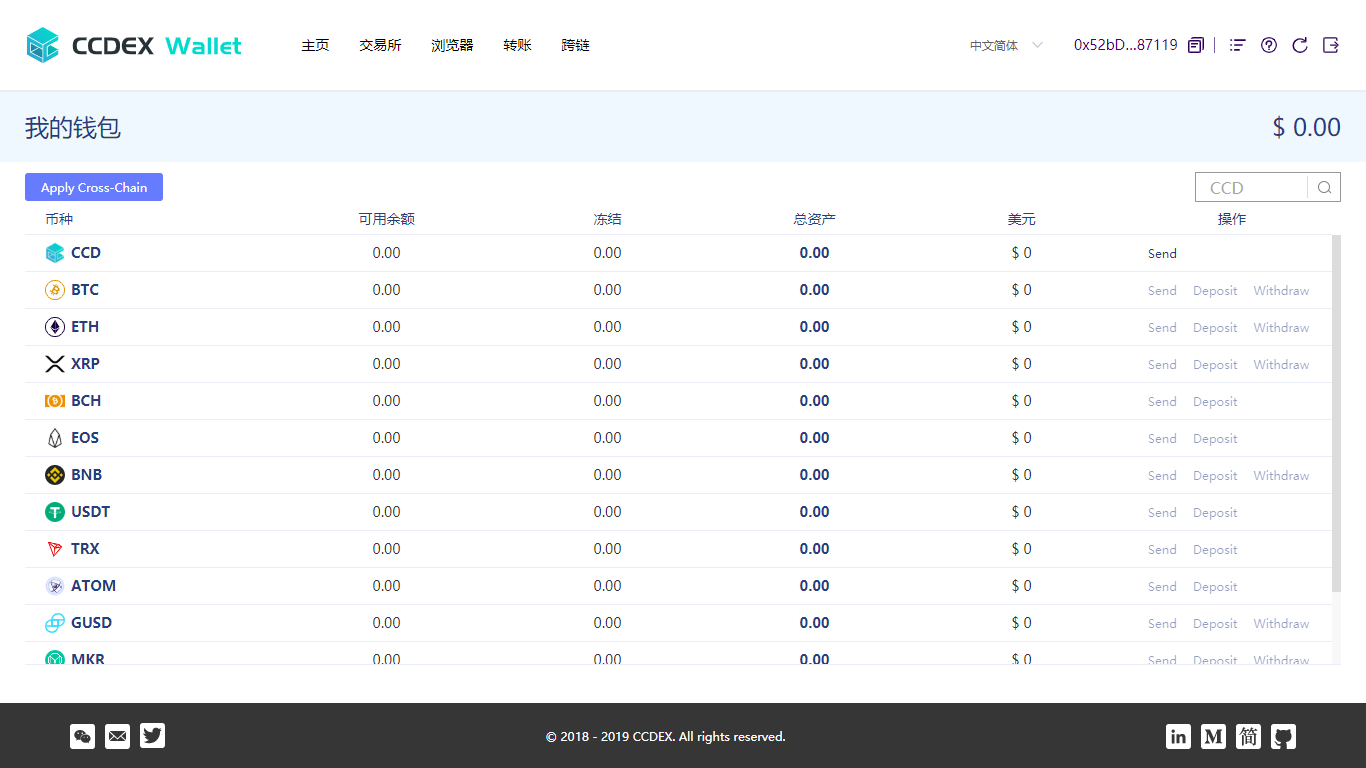 CCDEX Wallet 主页 交易所 浏览器 转账 跨链 中文简体 0x52bD...87119
我的钱包 $ 0.00
Apply Cross-Chain CCD
币种 可用余额 冻结 总资产 美元 操作
CCD 0.00 0.00 0.00 $ 0 Send
BTC 0.00 0.00 0.00 $ 0 Send Deposit Withdraw
ETH 0.00 0.00 0.00 $ 0 Send Deposit Withdraw
XRP 0.00 0.00 0.00 $ 0 Send Deposit Withdraw
BCH 0.00 0.00 0.00 $ 0 Send Deposit
EOS 0.00 0.00 0.00 $ 0 Send Deposit
BNB 0.00 0.00 0.00 $ 0 Send Deposit Withdraw
USDT 0.00 0.00 0.00 $ 0 Send Deposit
TRX 0.00 0.00 0.00 $ 0 Send Deposit
ATOM 0.00 0.00 0.00 $ 0 Send Deposit
GUSD 0.00 0.00 0.00 $ 0 Send Deposit Withdraw
MKR 0.00 0.00 0.00 $ 0 Send Deposit Withdraw
© 2018 - 2019 CCDEX. All rights reserved. in M 简